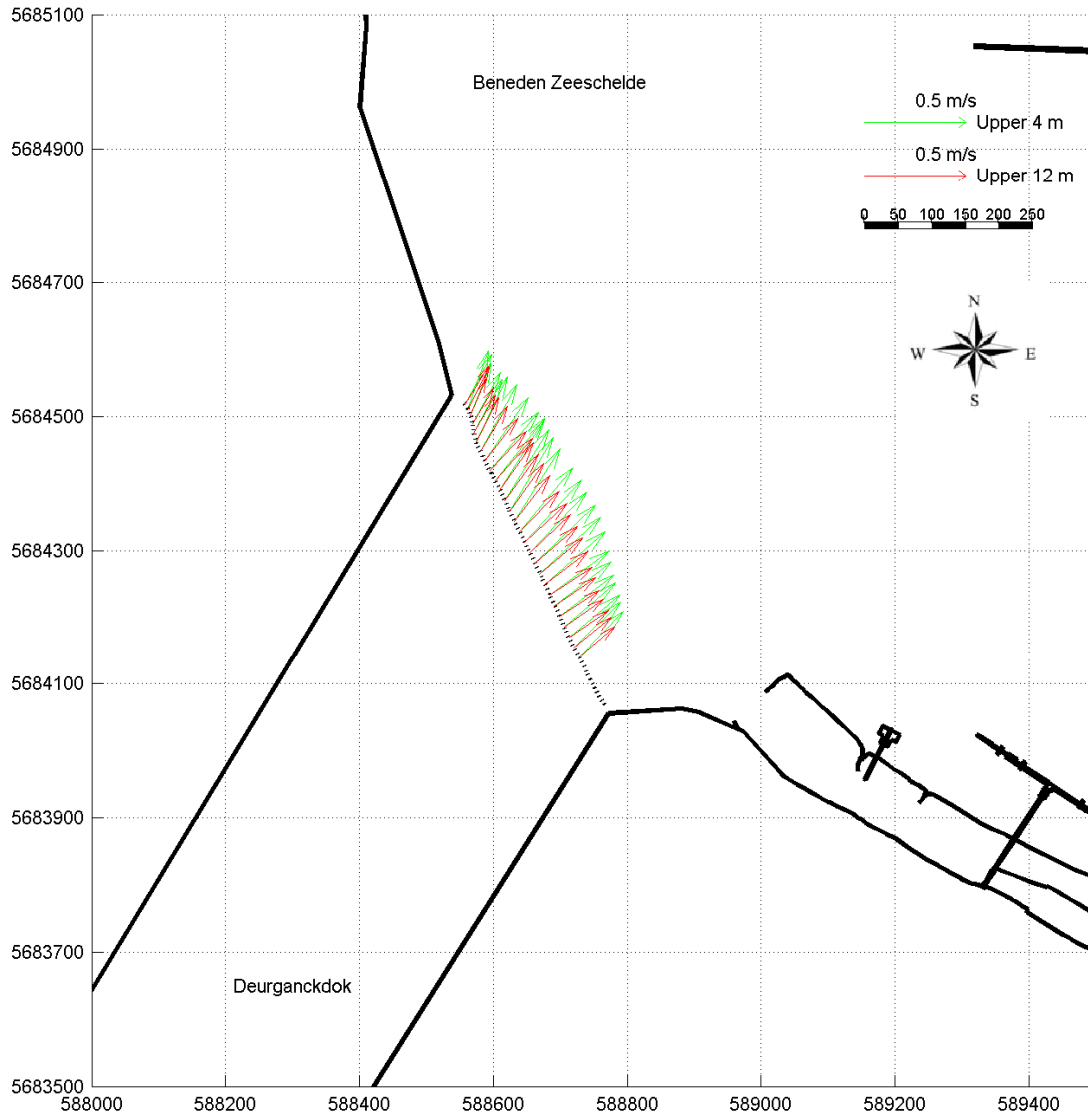 5685100
5684900
5684700
5684500
5684300
5684100
5683900
5683700
5683500
588000 588200 588400 588600 588800 589000 589200 589400
Beneden Zeeschelde
0.5 m/s
Upper 4 m
0.5 m/s
Upper 12 m
0 50 100 150 200 250
N
W E
S
Deurganckdok